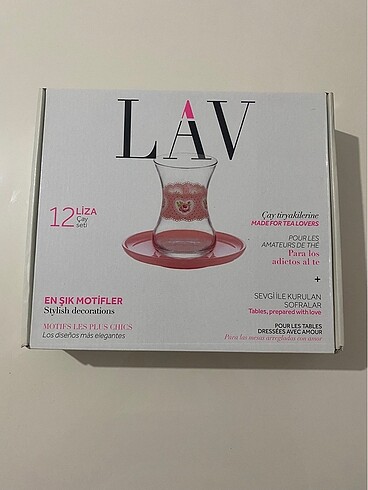 LAV
12 LİZA
Çay
seti
Çay tiryakilerine
MADE FOR TEA LOVERS
POUR LES
AMATEURS DE THÉ
Para los
adictos al te
+
EN ŞIK MOTİFLER
Stylish decorations
MOTIFS LES PLUS CHICS
Los diseños más elegantes
SEVGİ İLE KURULAN
SOFRALAR
Tables, prepared with love
POUR LES TABLES
DRESSÉES AVEC AMOUR
Para las mesas arregladas con amor